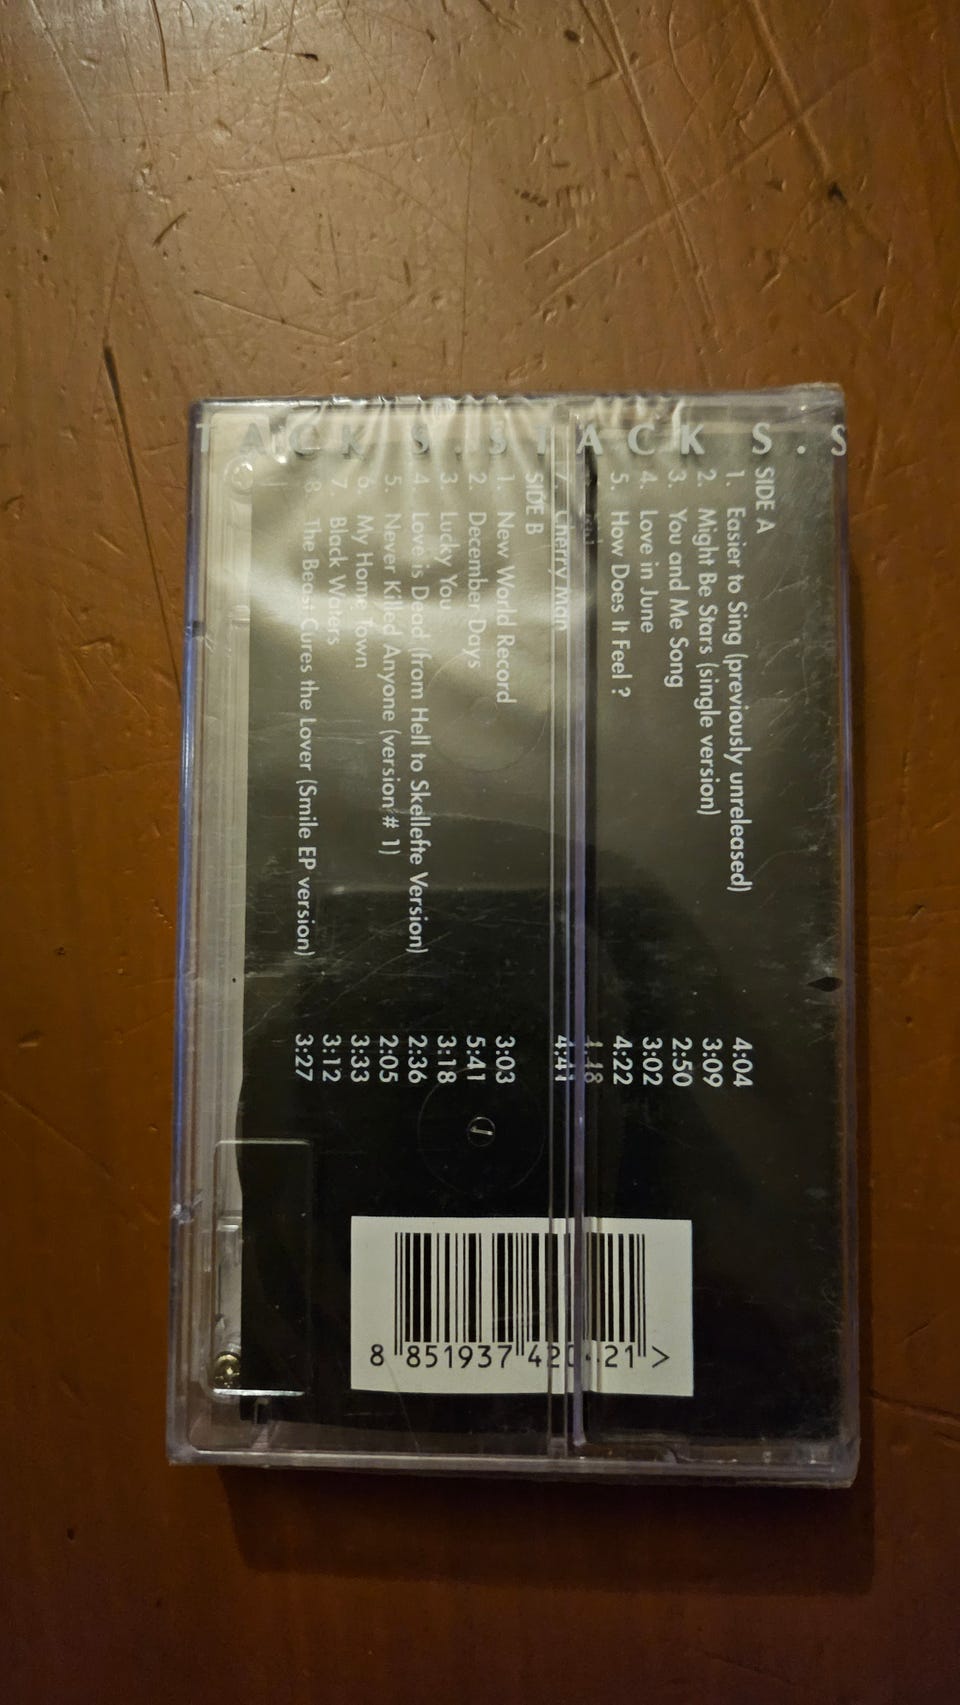 TACKS.STACKS.S
SIDE A
1. Easier to Sing (previously unreleased) 4:04
2. Might Be Stars (single version) 3:09
3. You and Me Song 2:50
4. Love in June 3:02
5. How Does It Feel ? 4:22
4:18
7. Cherry Man 4:41
SIDE B
1. New World Record 3:03
2. December Days 5:41
3. Lucky You 3:18
4. Love is Dead (from Hell to Skellefte Version) 2:36
5. Never Killed Anyone (version # 1) 2:05
6. My Home Town 3:33
7. Black Waters 3:12
8. The Beast Cures the Lover (Smile EP version) 3:27
8 851937 420421 >